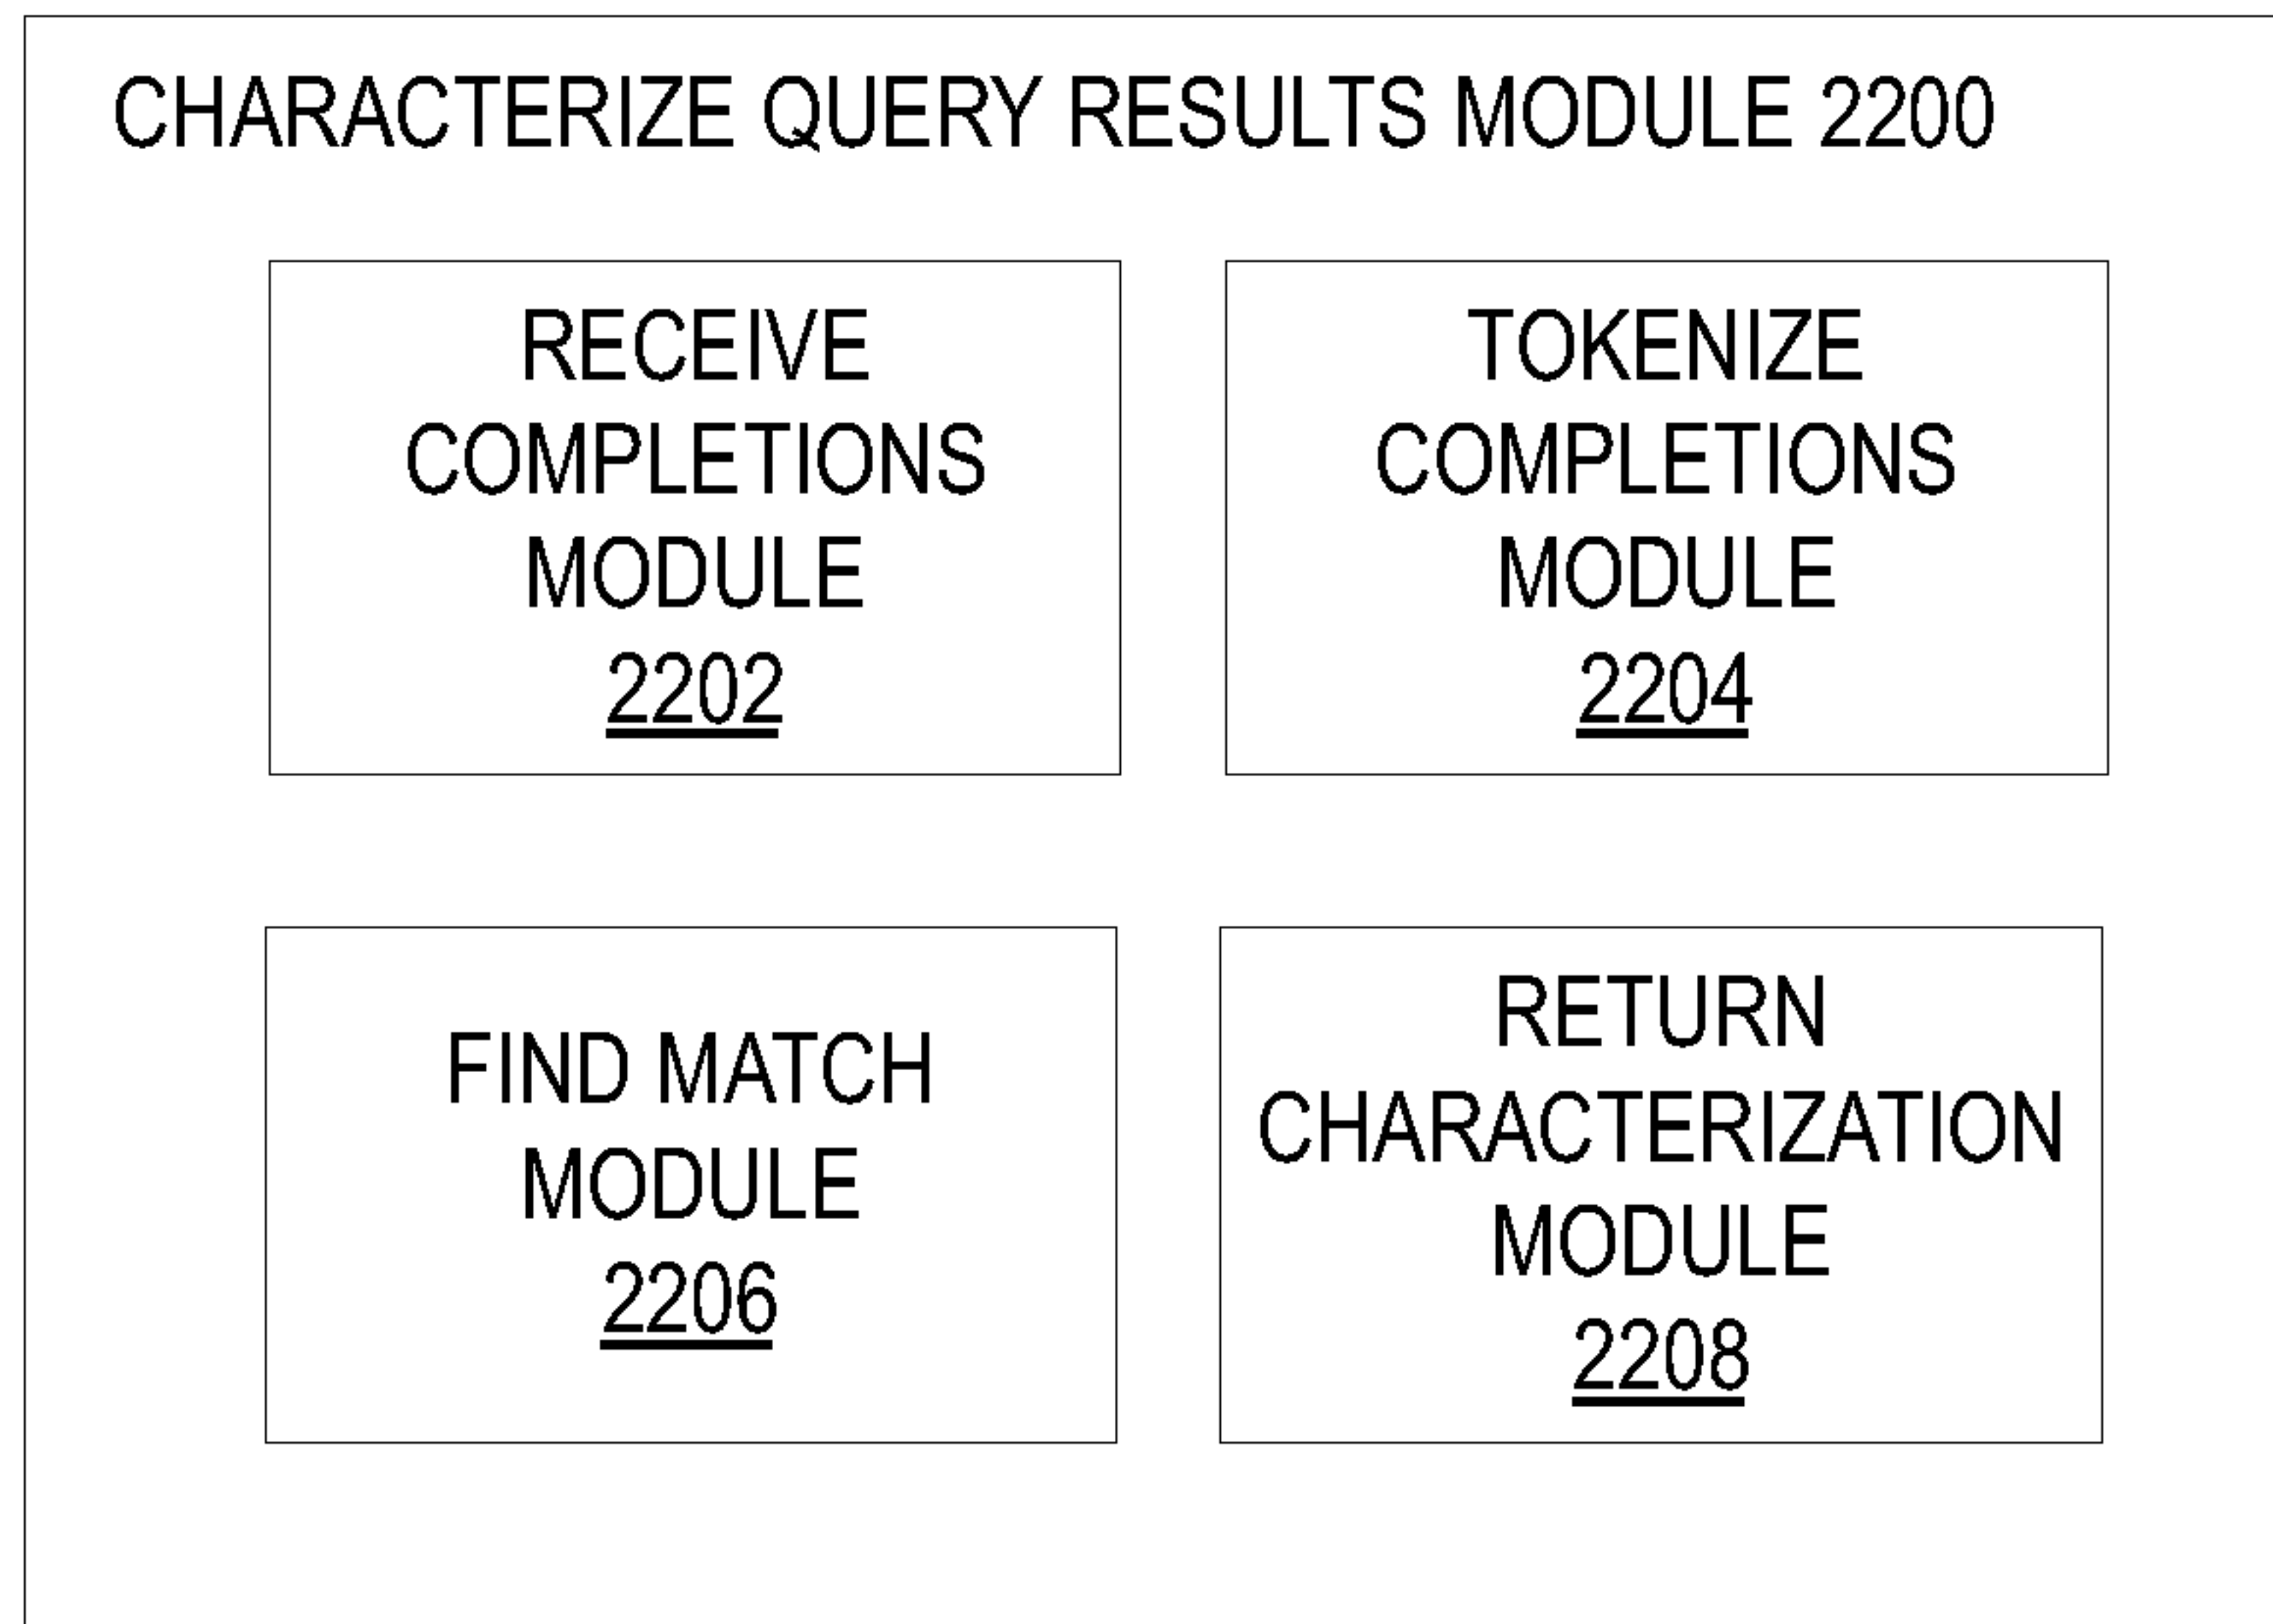 CHARACTERIZE QUERY RESULTS MODULE 2200
RECEIVE
COMPLETIONS
MODULE
2202
TOKENIZE
COMPLETIONS
MODULE
2204
FIND MATCH
MODULE
2206
RETURN
CHARACTERIZATION
MODULE
2208